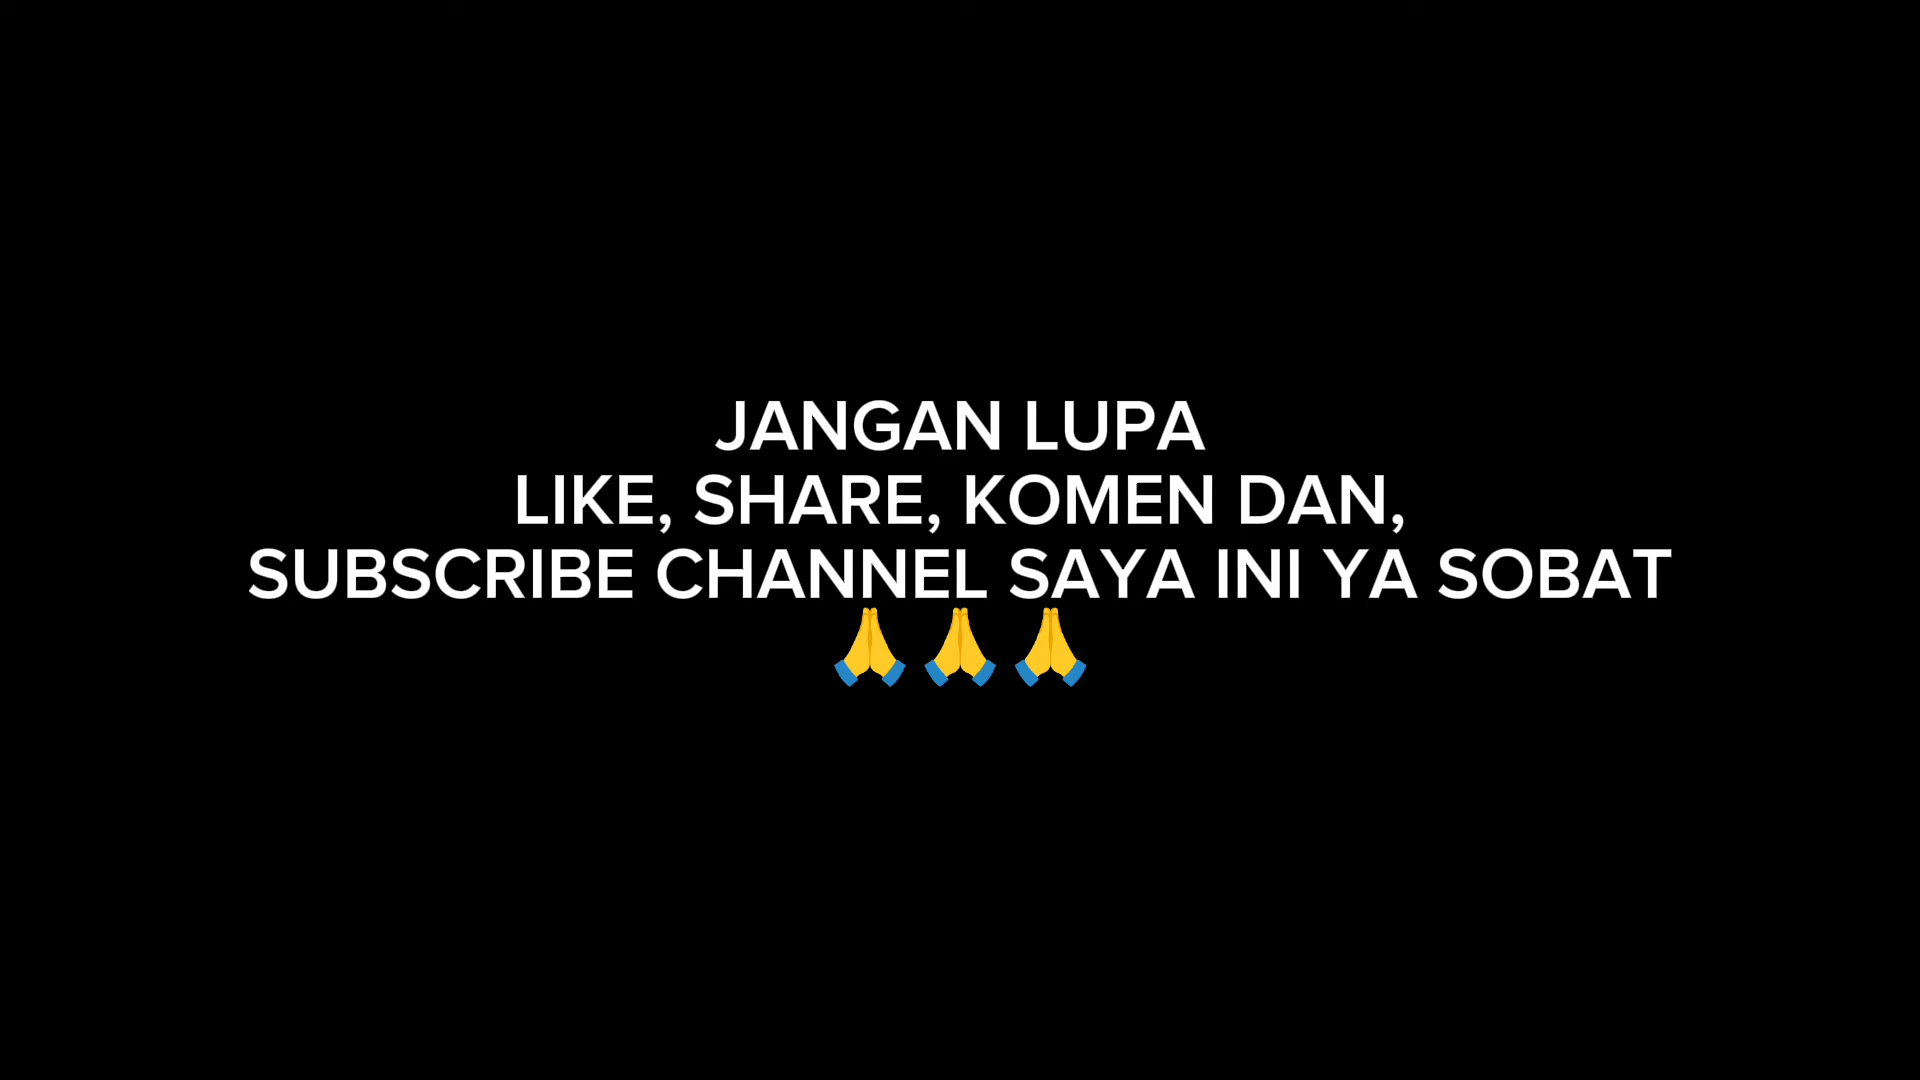 JANGAN LUPA
LIKE, SHARE, KOMEN DAN,
SUBSCRIBE CHANNEL SAYA INI YA SOBAT
🙏🙏🙏